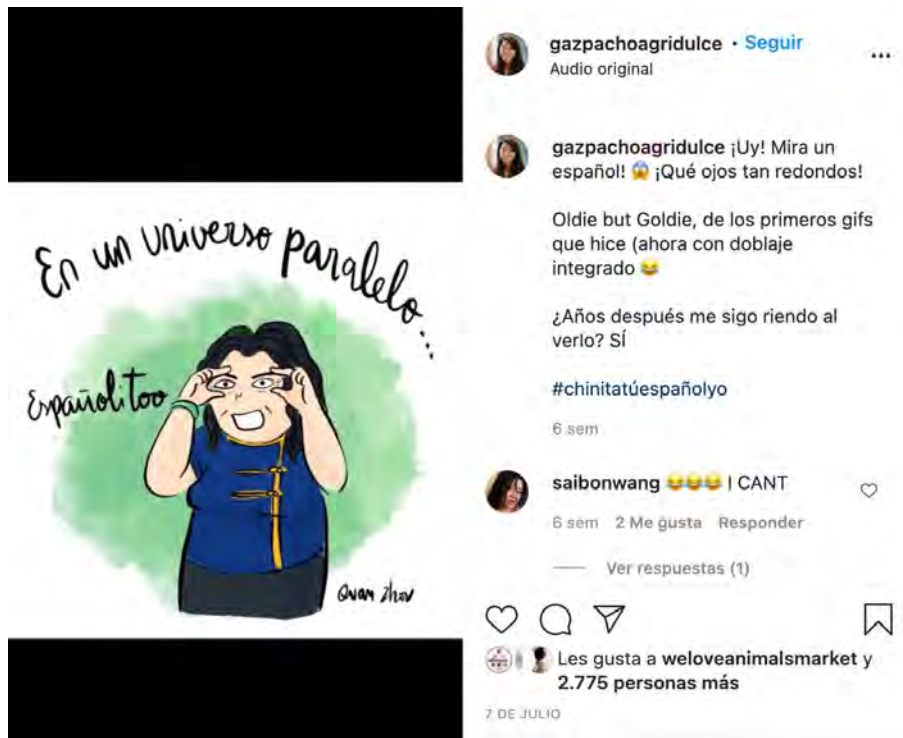 En un universo paralelo...
Españolitoo
Quan Zhou
gazpachoagridulce • Seguir
Audio original
gazpachoagridulce ¡Uy! Mira un
español! 😱 ¡Qué ojos tan redondos!
Oldie but Goldie, de los primeros gifs
que hice (ahora con doblaje
integrado 😂
¿Años después me sigo riendo al
verlo? SÍ
#chinitatúespañolyo
6 sem
saibonwang 😂😂😂 I CANT
6 sem 2 Me gusta Responder
Ver respuestas (1)
Les gusta a weloveanimalsmarket y
2.775 personas más
7 DE JULIO